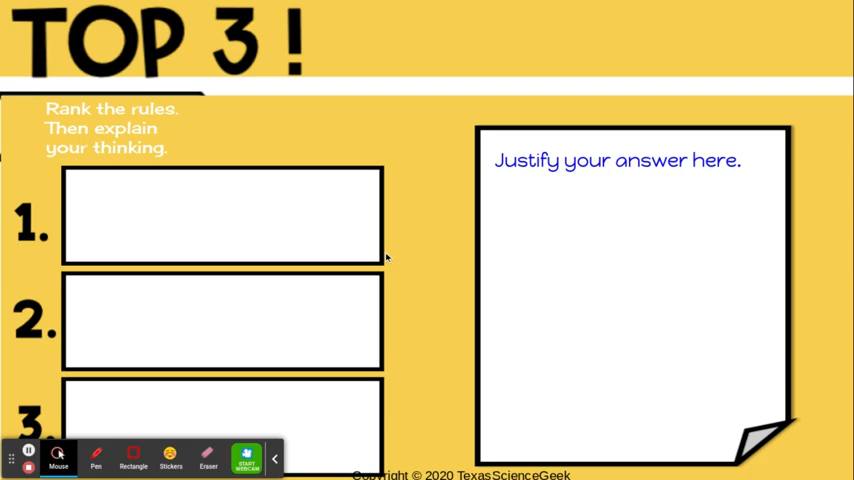 TOP 3 !
Rank the rules.
Then explain
your thinking.
1.
2.
3.
Justify your answer here.
Mouse
Pen
Rectangle
Stickers
Eraser
START
WEBCAM
Copyright © 2020 TexasScienceGeek